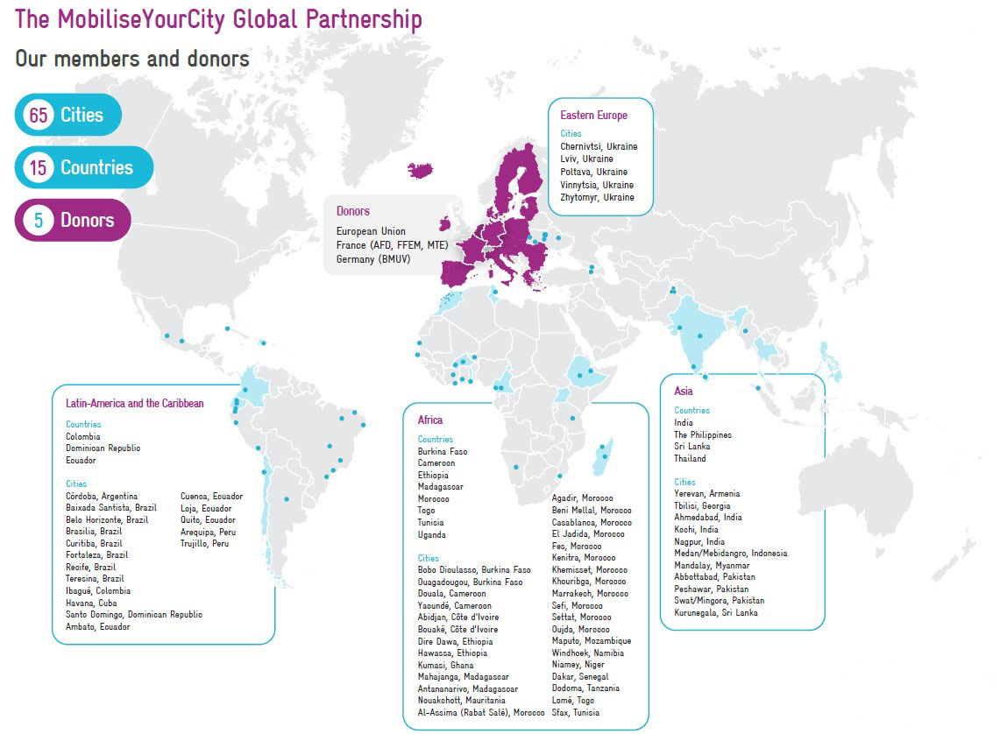 The MobiliseYourCity Global Partnership
Our members and donors
65 Cities
15 Countries
5 Donors
Donors
European Union
France (AFD, FFEM, MTE)
Germany (BMUV)
Eastern Europe
Cities
Chernivtsi, Ukraine
Lviv, Ukraine
Poltava, Ukraine
Vinnytsia, Ukraine
Zhytomyr, Ukraine
Latin-America and the Caribbean
Countries
Colombia
Dominican Republic
Ecuador
Cities
Córdoba, Argentina
Baixada Santista, Brazil
Belo Horizonte, Brazil
Brasilia, Brazil
Curitiba, Brazil
Fortaleza, Brazil
Recife, Brazil
Teresina, Brazil
Ibagué, Colombia
Havana, Cuba
Santo Domingo, Dominican Republic
Ambato, Ecuador
Cuenca, Ecuador
Loja, Ecuador
Quito, Ecuador
Arequipa, Peru
Trujillo, Peru
Africa
Countries
Burkina Faso
Cameroon
Ethiopia
Madagascar
Morocco
Togo
Tunisia
Uganda
Cities
Bobo Dioulasso, Burkina Faso
Ouagadougou, Burkina Faso
Douala, Cameroon
Yaoundé, Cameroon
Abidjan, Côte d'Ivoire
Bouaké, Côte d'Ivoire
Dire Dawa, Ethiopia
Hawassa, Ethiopia
Kumasi, Ghana
Mahajanga, Madagascar
Antananarivo, Madagascar
Nouakchott, Mauritania
Al-Assima (Rabat Salé), Morocco
Agadir, Morocco
Beni Mellal, Morocco
Casablanca, Morocco
El Jadida, Morocco
Fes, Morocco
Kenitra, Morocco
Khemisset, Morocco
Khouribga, Morocco
Marrakech, Morocco
Sefi, Morocco
Settat, Morocco
Oujda, Morocco
Maputo, Mozambique
Windhoek, Namibia
Niamey, Niger
Dakar, Senegal
Dodoma, Tanzania
Lomé, Togo
Sfax, Tunisia
Asia
Countries
India
The Philippines
Sri Lanka
Thailand
Cities
Yerevan, Armenia
Tbilisi, Georgia
Ahmedabad, India
Kochi, India
Nagpur, India
Medan/Mebidangro, Indonesia
Mandalay, Myanmar
Abbottabad, Pakistan
Peshawar, Pakistan
Swat/Mingora, Pakistan
Kurunegala, Sri Lanka